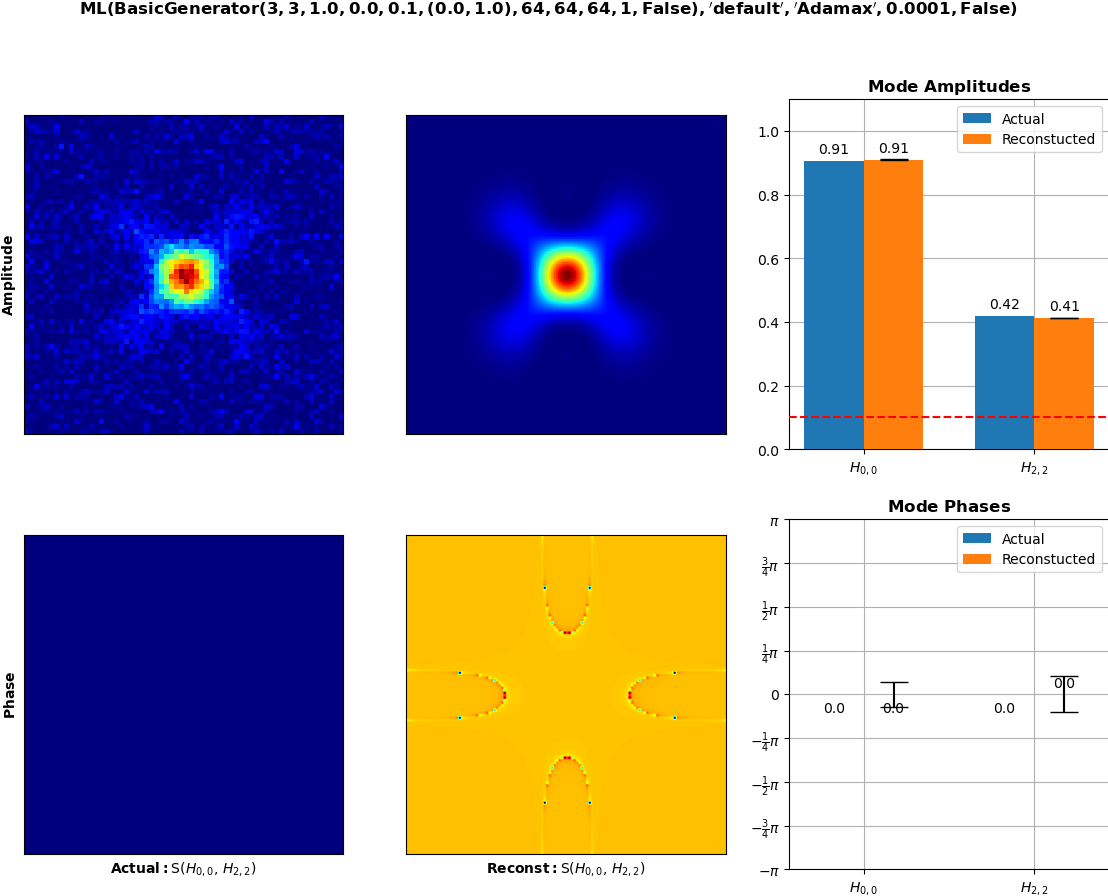 ML(BasicGenerator(3, 3, 1.0, 0.0, 0.1, (0.0, 1.0), 64, 64, 64, 1, False), ′default′, ′Adamax′, 0.0001, False)
Mode Amplitudes
Amplitude
Actual
Reconstucted
1.0
0.8
0.6
0.4
0.2
0.0
0.91
0.91
0.42
0.41
H0, 0
H2, 2
Mode Phases
Phase
Actual
Reconstucted
π
3/4π
1/2π
1/4π
0
−1/4π
−1/2π
−3/4π
−π
0.0
0.0
0.0
0.0
H0, 0
H2, 2
Actual: S(H0, 0, H2, 2)
Reconst: S(H0, 0, H2, 2)